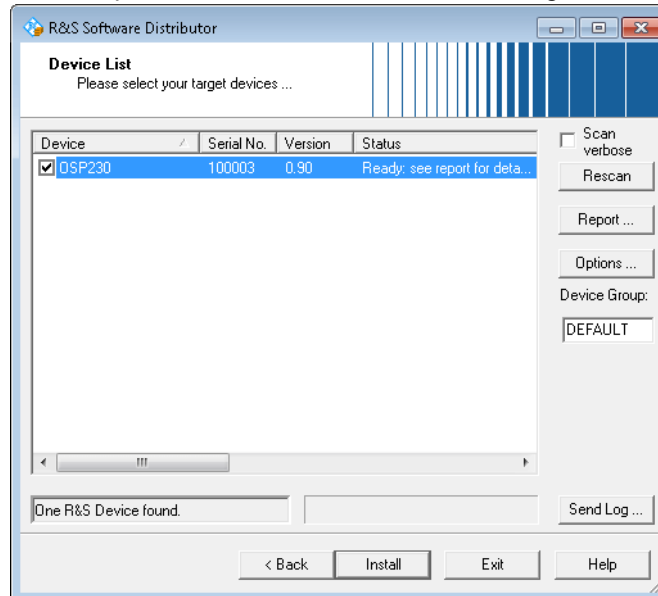 R&S Software Distributor
Device List
Please select your target devices ...
Device Serial No. Version Status
OSP230 100003 0.90 Ready: see report for deta...
Scan
verbose
Rescan
Report ...
Options ...
Device Group:
DEFAULT
One R&S Device found.
Send Log ...
< Back Install Exit Help